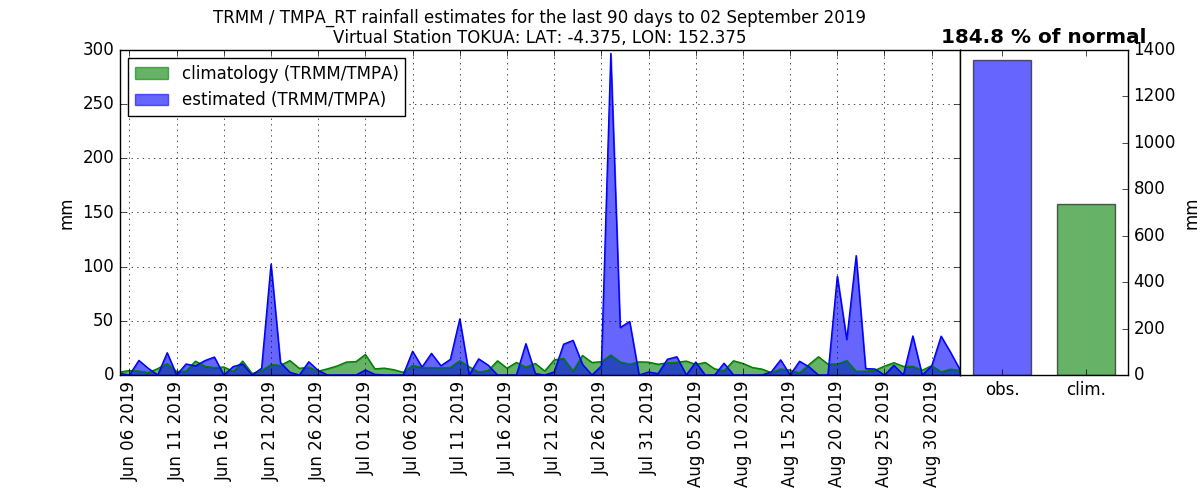 TRMM / TMPA_RT rainfall estimates for the last 90 days to 02 September 2019
Virtual Station TOKUA: LAT: -4.375, LON: 152.375
184.8 % of normal
climatology (TRMM/TMPA)
estimated (TRMM/TMPA)
mm
300
250
200
150
100
50
0
Jun 06 2019
Jun 11 2019
Jun 16 2019
Jun 21 2019
Jun 26 2019
Jul 01 2019
Jul 06 2019
Jul 11 2019
Jul 16 2019
Jul 21 2019
Jul 26 2019
Jul 31 2019
Aug 05 2019
Aug 10 2019
Aug 15 2019
Aug 20 2019
Aug 25 2019
Aug 30 2019
1400
1200
1000
800
600
400
200
0
mm
obs.
clim.